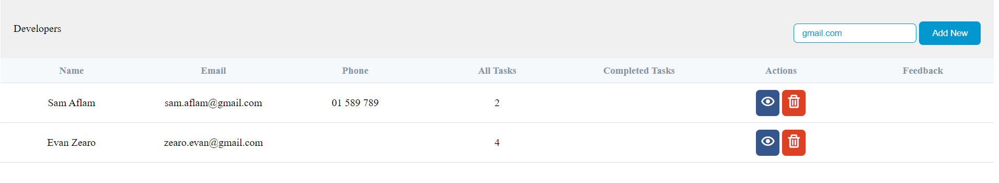 Developers
gmail.com Add New
Name Email Phone All Tasks Completed Tasks Actions Feedback
Sam Aflam sam.aflam@gmail.com 01 589 789 2
Evan Zearo zearo.evan@gmail.com 4